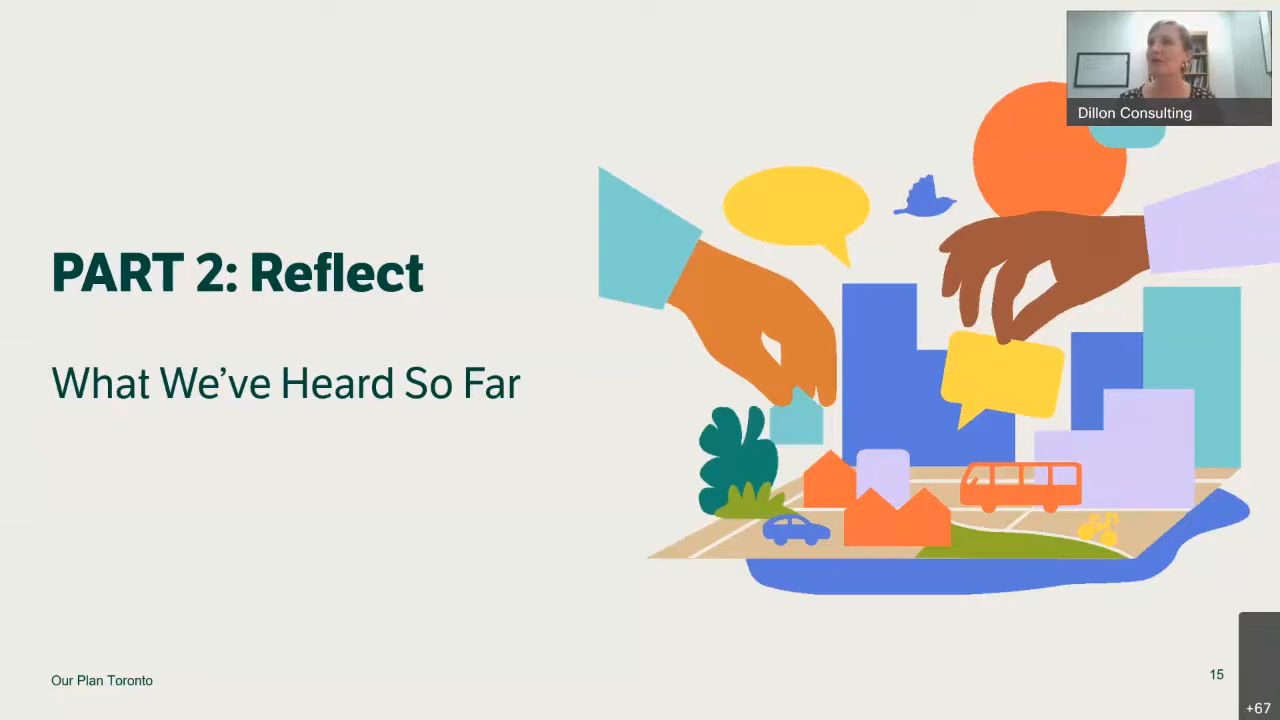 Dillon Consulting
PART 2: Reflect
What We've Heard So Far
Our Plan Toronto
15
+67